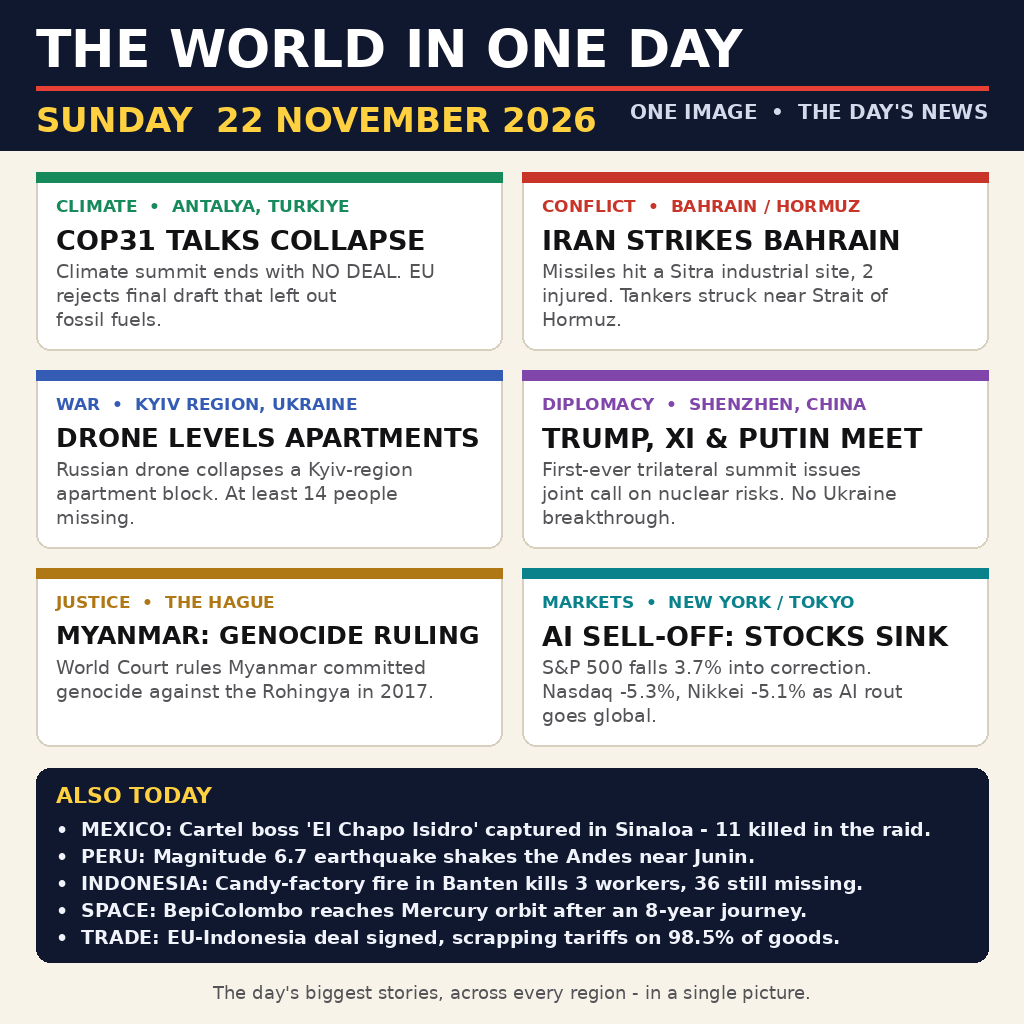 THE WORLD IN ONE DAY
SUNDAY 22 NOVEMBER 2026
ONE IMAGE • THE DAY'S NEWS
CLIMATE • ANTALYA, TURKIYE
COP31 TALKS COLLAPSE
Climate summit ends with NO DEAL. EU
rejects final draft that left out
fossil fuels.
CONFLICT • BAHRAIN / HORMUZ
IRAN STRIKES BAHRAIN
Missiles hit a Sitra industrial site, 2
injured. Tankers struck near Strait of
Hormuz.
WAR • KYIV REGION, UKRAINE
DRONE LEVELS APARTMENTS
Russian drone collapses a Kyiv-region
apartment block. At least 14 people
missing.
DIPLOMACY • SHENZHEN, CHINA
TRUMP, XI & PUTIN MEET
First-ever trilateral summit issues
joint call on nuclear risks. No Ukraine
breakthrough.
JUSTICE • THE HAGUE
MYANMAR: GENOCIDE RULING
World Court rules Myanmar committed
genocide against the Rohingya in 2017.
MARKETS • NEW YORK / TOKYO
AI SELL-OFF: STOCKS SINK
S&P 500 falls 3.7% into correction.
Nasdaq -5.3%, Nikkei -5.1% as AI rout
goes global.
ALSO TODAY
• MEXICO: Cartel boss 'El Chapo Isidro' captured in Sinaloa - 11 killed in the raid.
• PERU: Magnitude 6.7 earthquake shakes the Andes near Junin.
• INDONESIA: Candy-factory fire in Banten kills 3 workers, 36 still missing.
• SPACE: BepiColombo reaches Mercury orbit after an 8-year journey.
• TRADE: EU-Indonesia deal signed, scrapping tariffs on 98.5% of goods.
The day's biggest stories, across every region - in a single picture.